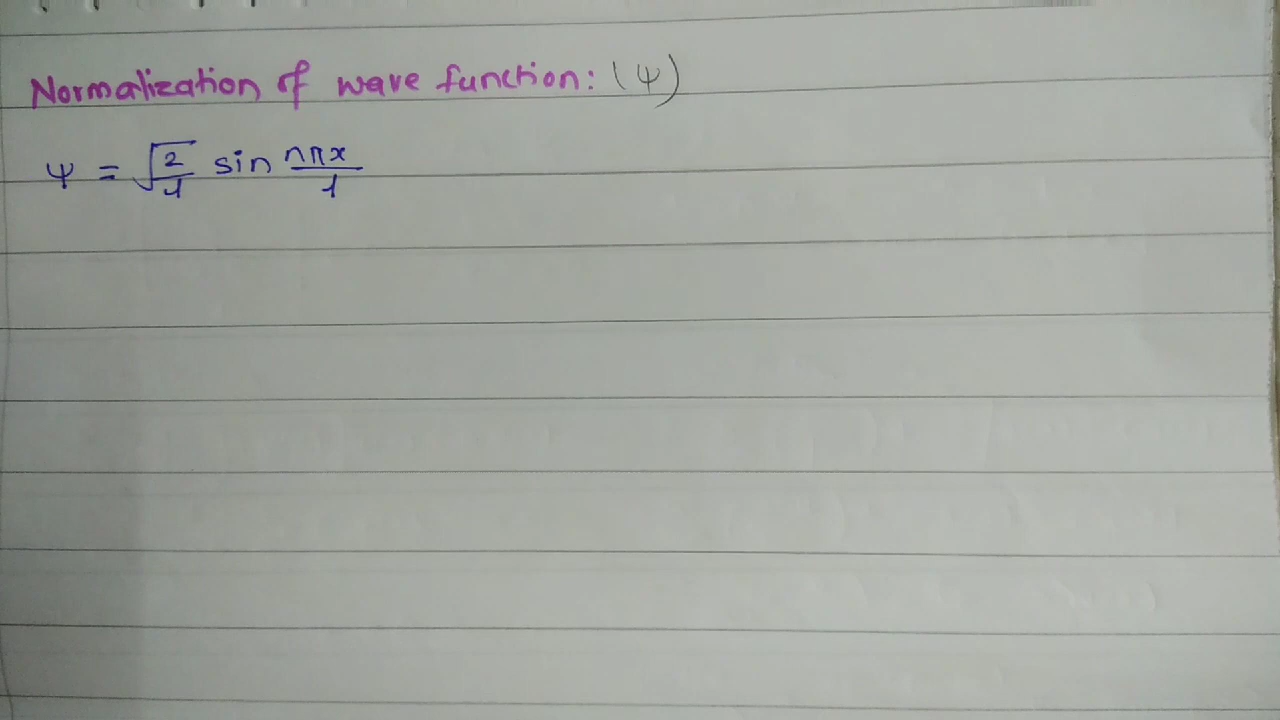 Normalization of wave function: (Ψ)
Ψ = √2/l sin nπx/l